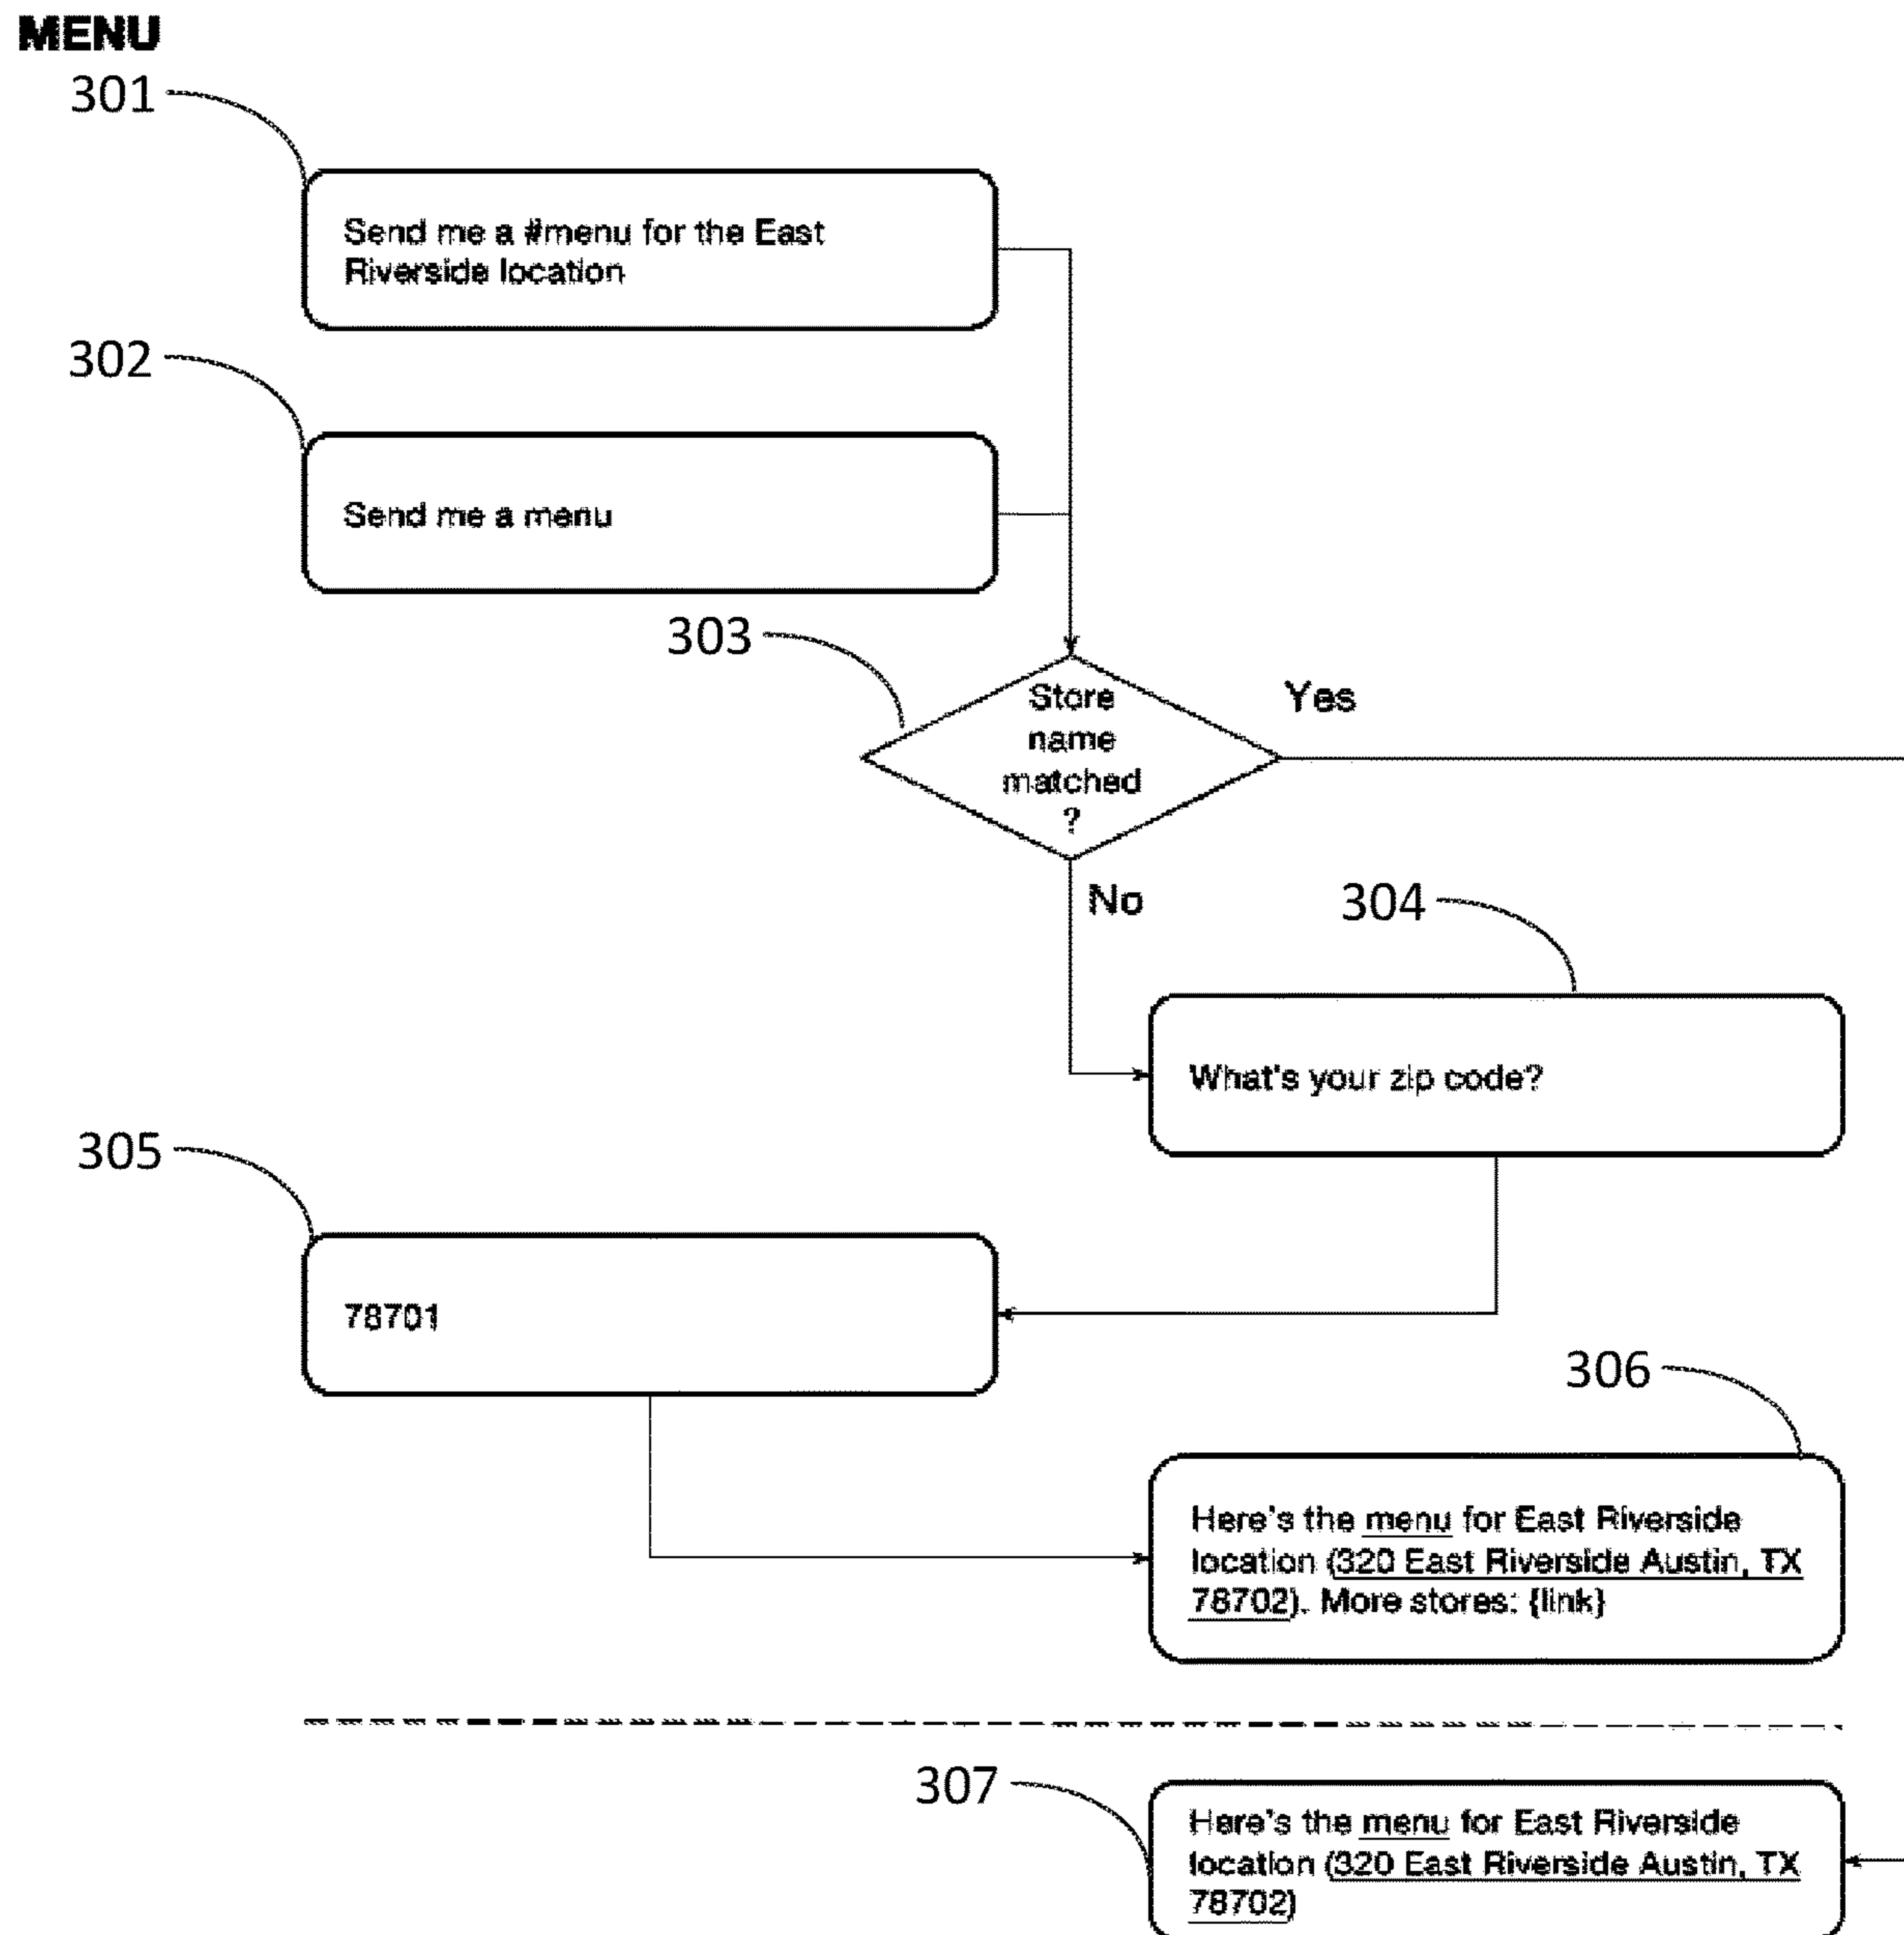 MENU
301
Send me a #menu for the East
Riverside location
302
Send me a menu
303
Store
name
matched
?
Yes
No
304
What's your zip code?
305
78701
306
Here's the menu for East Riverside
location (320 East Riverside Austin, TX
78702). More stores: {link}
307
Here's the menu for East Riverside
location (320 East Riverside Austin, TX
78702)